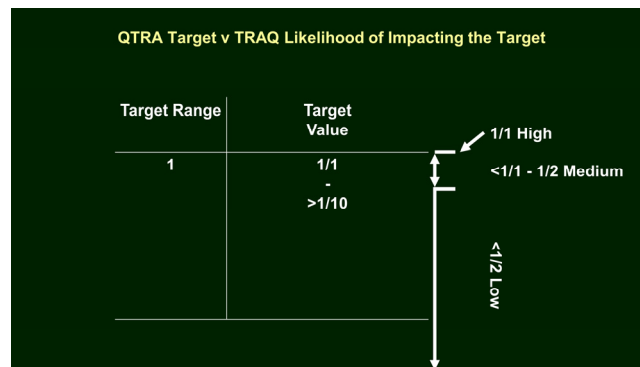 QTRA Target v TRAQ Likelihood of Impacting the Target
Target Range
Target
Value
1/1 High
1
1/1
-
>1/10
<1/1 - 1/2 Medium
<1/2 Low